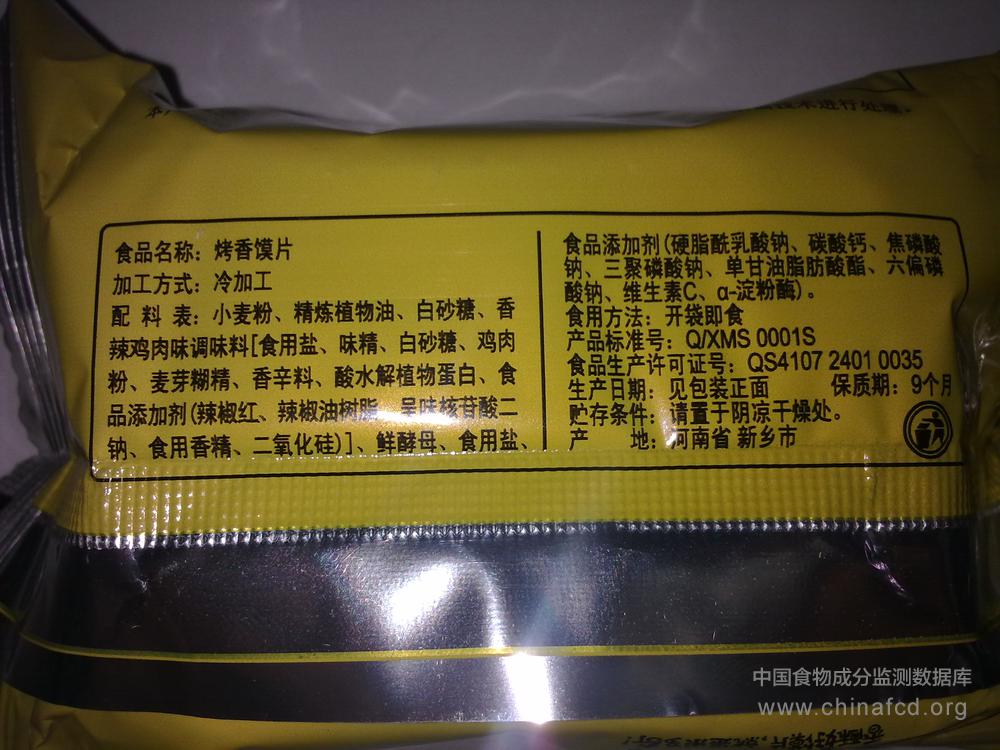 术进行处理。
食品名称：烤香馍片
加工方式：冷加工
配 料 表：小麦粉、精炼植物油、白砂糖、香
辣鸡肉味调味料[食用盐、味精、白砂糖、鸡肉
粉、麦芽糊精、香辛料、酸水解植物蛋白、食
品添加剂(辣椒红、辣椒油树脂、呈味核苷酸二
钠、食用香精、二氧化硅)]、鲜酵母、食用盐、
食品添加剂(硬脂酰乳酸钠、碳酸钙、焦磷酸
钠、三聚磷酸钠、单甘油脂肪酸酯、六偏磷
酸钠、维生素C、α-淀粉酶)。
食用方法：开袋即食
产品标准号：Q/XMS 0001S
食品生产许可证号：QS4107 2401 0035
生产日期：见包装正面 保质期：9个月
贮存条件：请置于阴凉干燥处。
产 地：河南省 新乡市
中国食物成分监测数据库
www.chinafcd.org